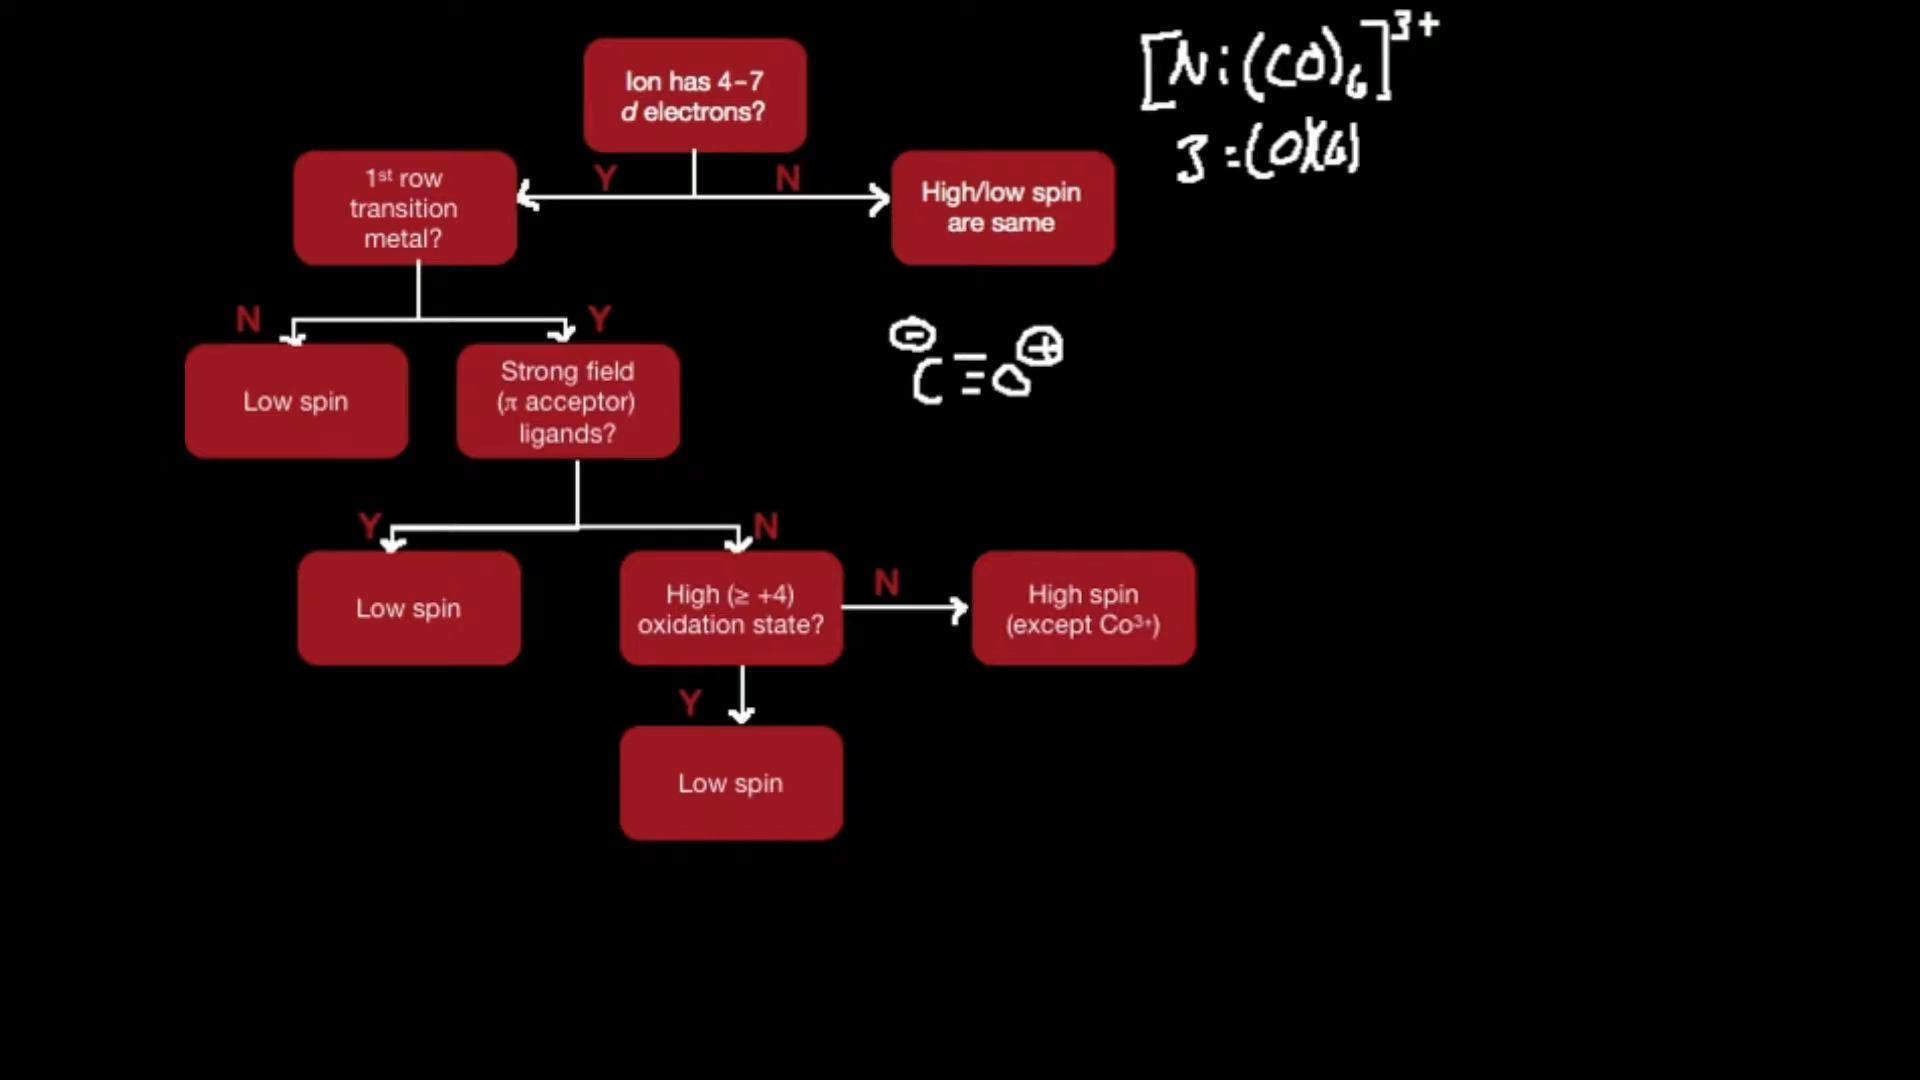 Ion has 4–7
d electrons?
[Ni(CO)6]3+
3 = (0)(6)
Y
N
1st row
transition
metal?
High/low spin
are same
N
Y
⊖
⊕
C≡O
Low spin
Strong field
(π acceptor)
ligands?
Y
N
Low spin
High (≥ +4)
oxidation state?
N
High spin
(except Co3+)
Y
Low spin